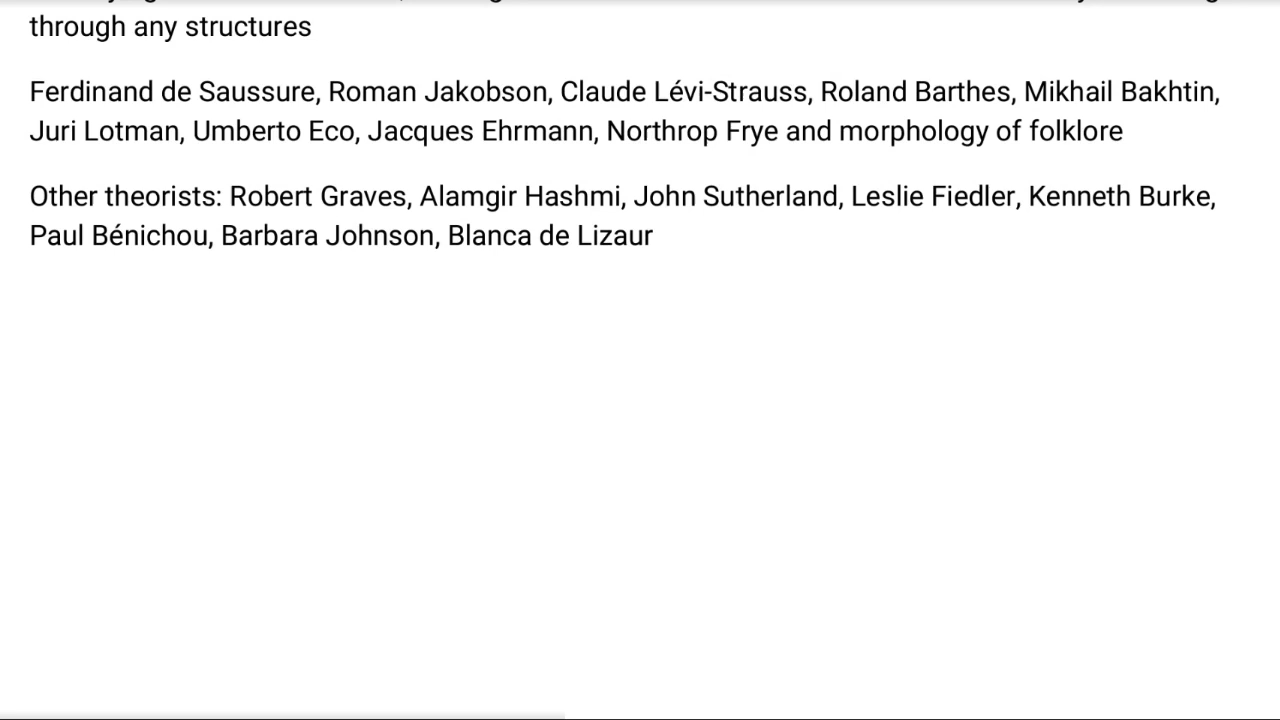 through any structures
Ferdinand de Saussure, Roman Jakobson, Claude Lévi-Strauss, Roland Barthes, Mikhail Bakhtin,
Juri Lotman, Umberto Eco, Jacques Ehrmann, Northrop Frye and morphology of folklore
Other theorists: Robert Graves, Alamgir Hashmi, John Sutherland, Leslie Fiedler, Kenneth Burke,
Paul Bénichou, Barbara Johnson, Blanca de Lizaur